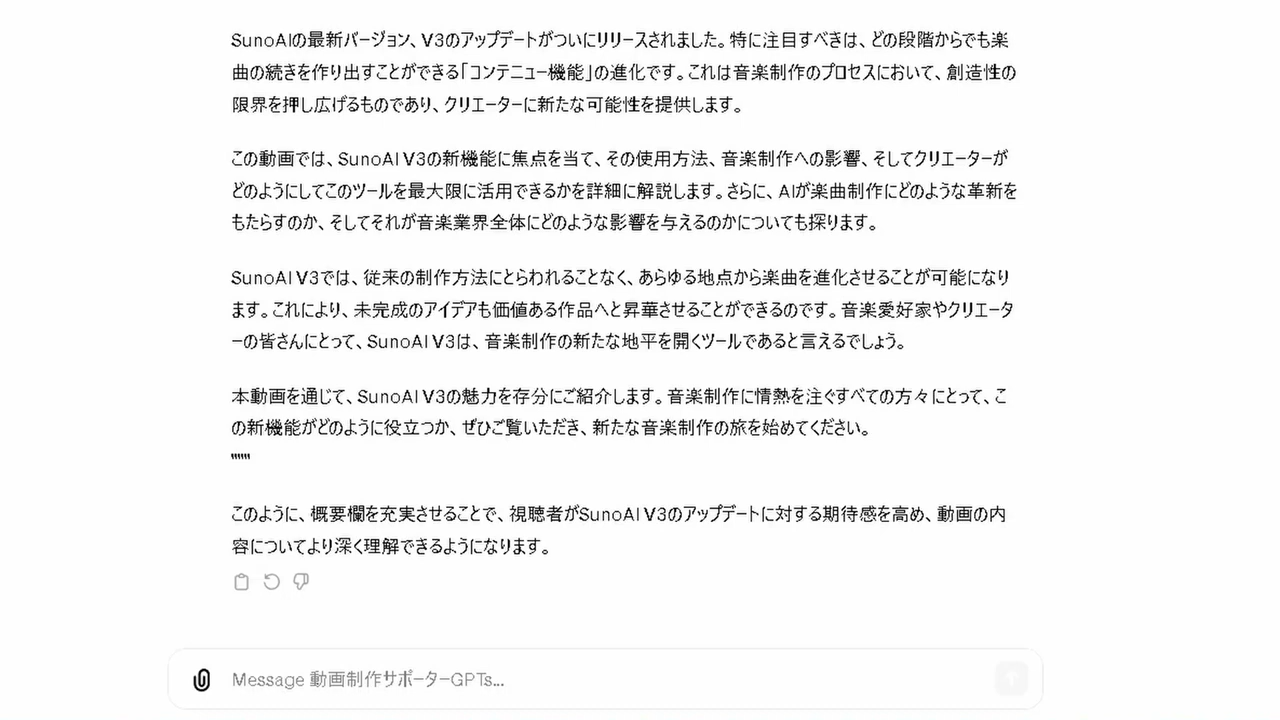 SunoAIの最新バージョン、V3のアップデートがついにリリースされました。特に注目すべきは、どの段階からでも楽
曲の続きを作り出すことができる「コンテニュー機能」の進化です。これは音楽制作のプロセスにおいて、創造性の
限界を押し広げるものであり、クリエーターに新たな可能性を提供します。
この動画では、SunoAI V3の新機能に焦点を当て、その使用方法、音楽制作への影響、そしてクリエーターが
どのようにしてこのツールを最大限に活用できるかを詳細に解説します。さらに、AIが楽曲制作にどのような革新を
もたらすのか、そしてそれが音楽業界全体にどのような影響を与えるのかについても探ります。
SunoAI V3では、従来の制作方法にとらわれることなく、あらゆる地点から楽曲を進化させることが可能になり
ます。これにより、未完成のアイデアも価値ある作品へと昇華させることができるのです。音楽愛好家やクリエータ
ーの皆さんにとって、SunoAI V3は、音楽制作の新たな地平を開くツールであると言えるでしょう。
本動画を通じて、SunoAI V3の魅力を存分にご紹介します。音楽制作に情熱を注ぐすべての方々にとって、こ
の新機能がどのように役立つか、ぜひご覧いただき、新たな音楽制作の旅を始めてください。
"""
このように、概要欄を充実させることで、視聴者がSunoAI V3のアップデートに対する期待感を高め、動画の内
容についてより深く理解できるようになります。
Message 動画制作サポーターGPTs...